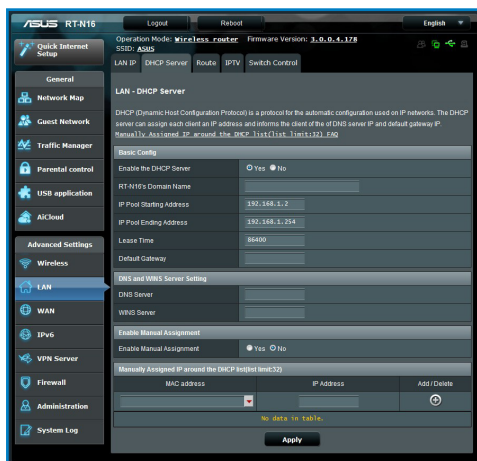 ASUS RT-N16
Logout
Reboot
English
Quick Internet Setup
Operation Mode: Wireless router Firmware Version: 3.0.0.4.178
SSID: ASUS
LAN IP DHCP Server Route IPTV Switch Control
General
Network Map
Guest Network
Traffic Manager
Parental control
USB application
AiCloud
Advanced Settings
Wireless
LAN
WAN
IPv6
VPN Server
Firewall
Administration
System Log
LAN - DHCP Server
DHCP (Dynamic Host Configuration Protocol) is a protocol for the automatic configuration used on IP networks. The DHCP
server can assign each client an IP address and informs the client of the of DNS server IP and default gateway IP.
Manually Assigned IP around the DHCP list(list limit:32) FAQ
Basic Config
Enable the DHCP Server Yes No
RT-N16's Domain Name
IP Pool Starting Address 192.168.1.2
IP Pool Ending Address 192.168.1.254
Lease Time 86400
Default Gateway
DNS and WINS Server Setting
DNS Server
WINS Server
Enable Manual Assignment
Enable Manual Assignment Yes No
Manually Assigned IP around the DHCP list(list limit:32)
MAC address IP Address Add / Delete
No data in table.
Apply